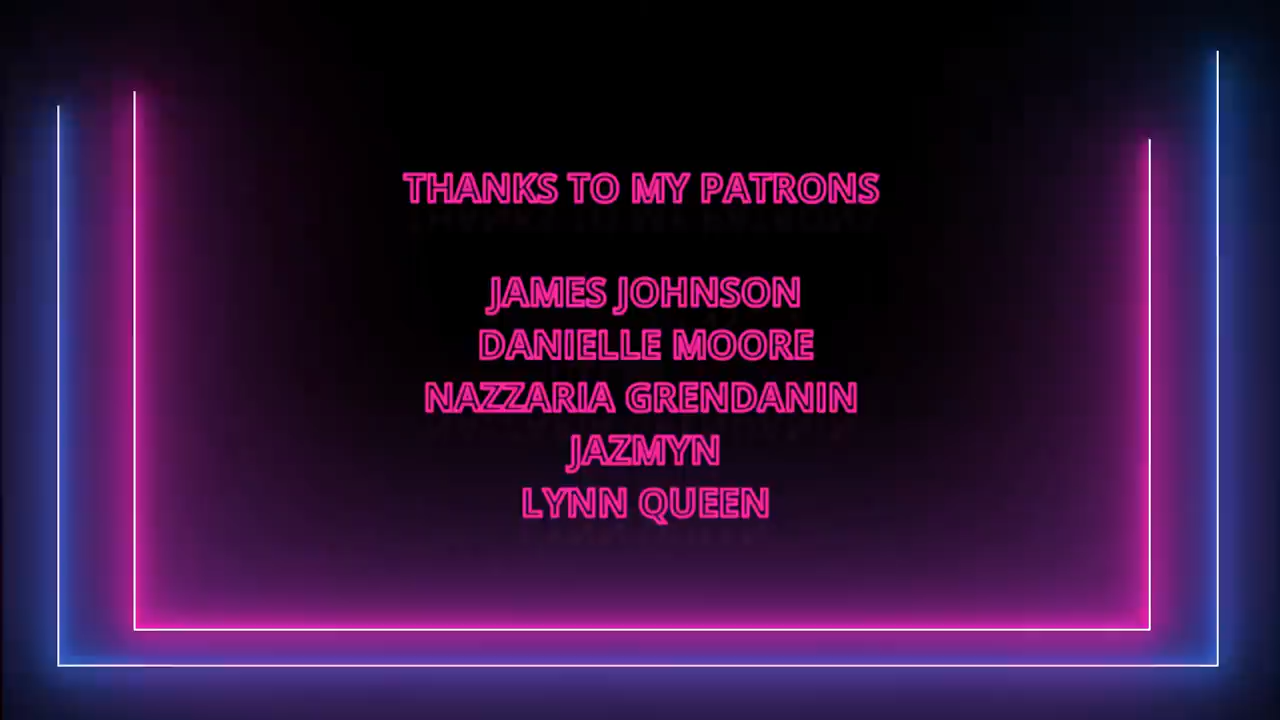 THANKS TO MY PATRONS
JAMES JOHNSON
DANIELLE MOORE
NAZZARIA GRENDANIN
JAZMYN
LYNN QUEEN